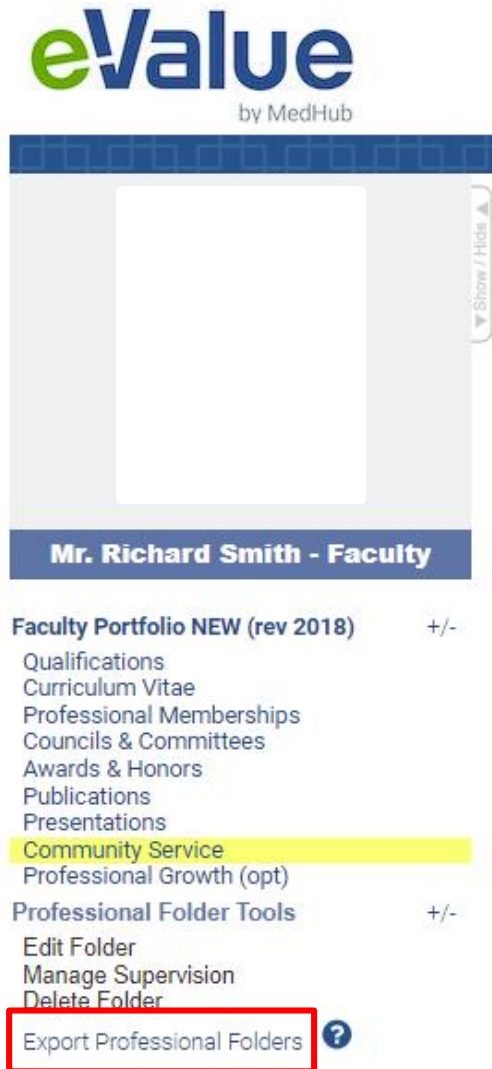 eValue
by MedHub
▼ Show / Hide ▲
Mr. Richard Smith - Faculty
Faculty Portfolio NEW (rev 2018) +/-
Qualifications
Curriculum Vitae
Professional Memberships
Councils & Committees
Awards & Honors
Publications
Presentations
Community Service
Professional Growth (opt)
Professional Folder Tools +/-
Edit Folder
Manage Supervision
Delete Folder
Export Professional Folders ?